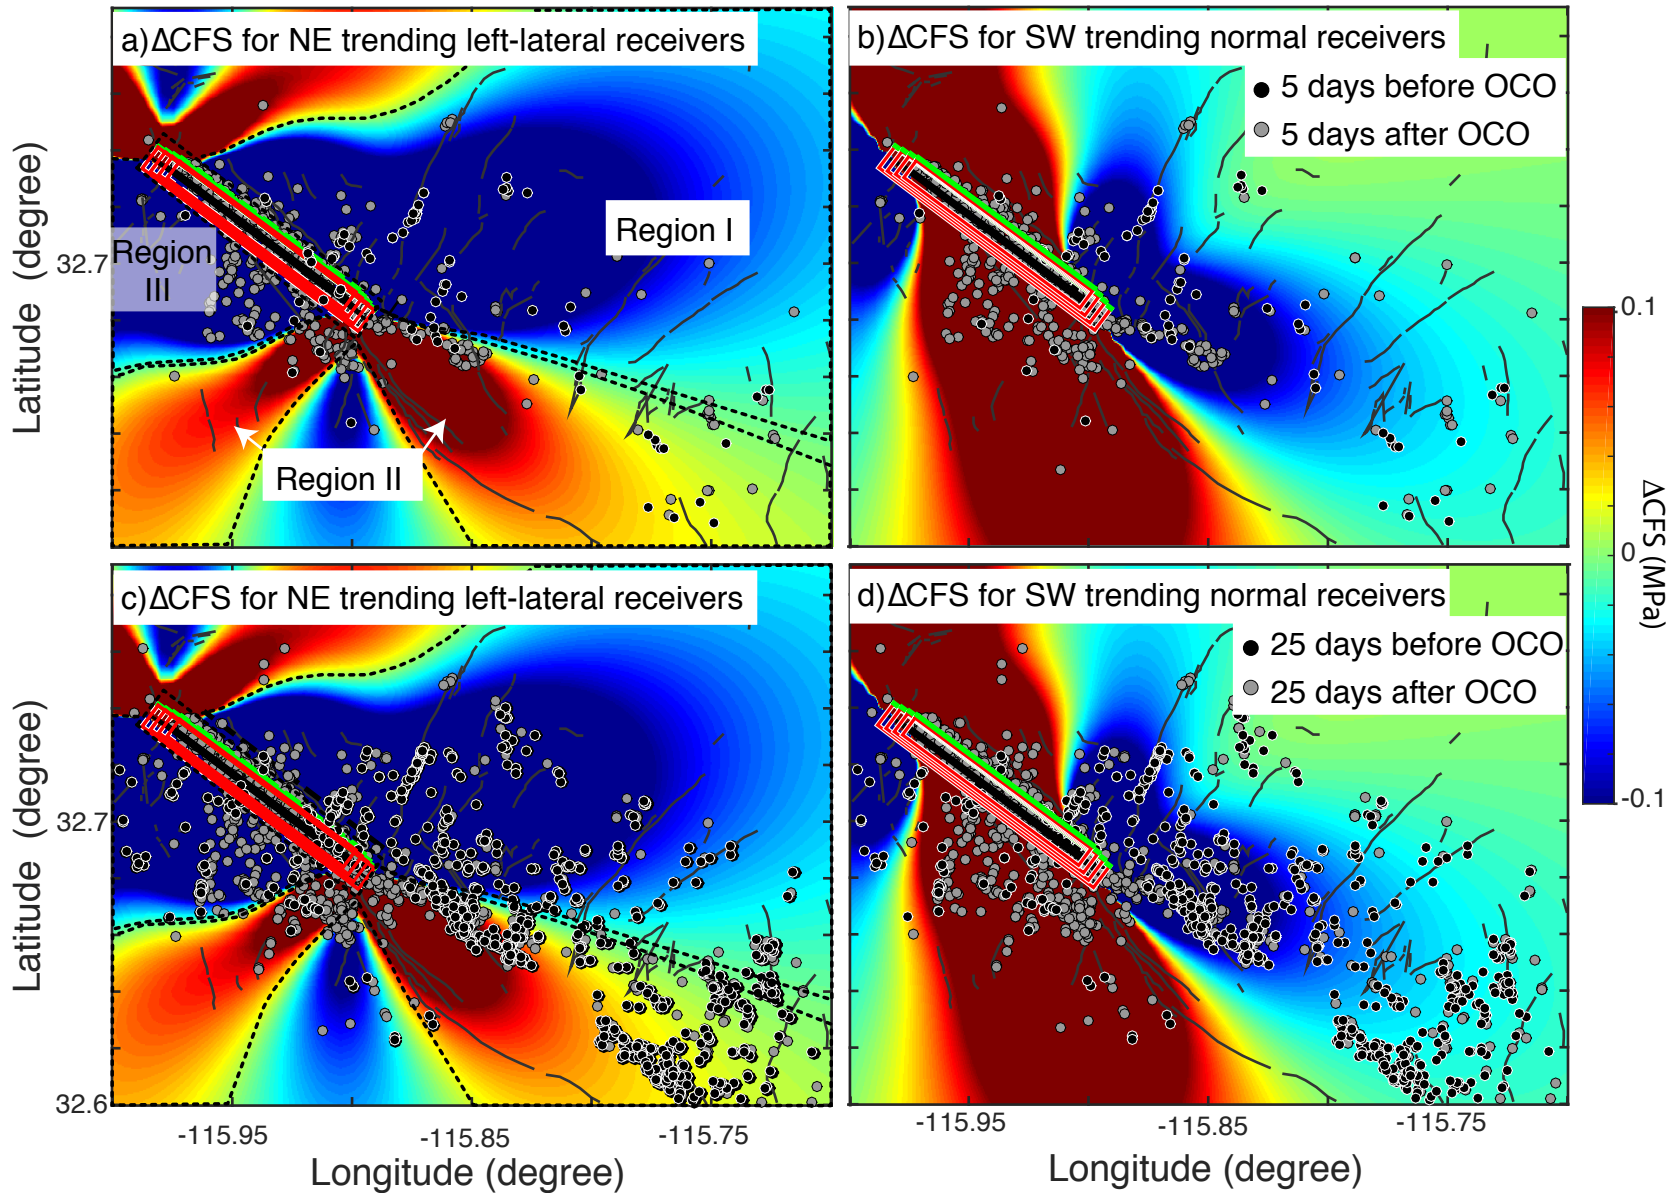 a)ΔCFS for NE trending left-lateral receivers
b)ΔCFS for SW trending normal receivers
5 days before OCO
5 days after OCO
Region I
Region
III
Region II
32.7
Latitude (degree)
c)ΔCFS for NE trending left-lateral receivers
d)ΔCFS for SW trending normal receivers
25 days before OCO
25 days after OCO
32.7
32.6
Latitude (degree)
0.1
0
-0.1
ΔCFS (MPa)
-115.95
-115.85
-115.75
Longitude (degree)
-115.95
-115.85
-115.75
Longitude (degree)